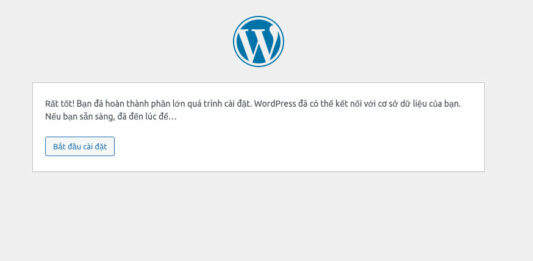 Rất tốt! Bạn đã hoàn thành phần lớn quá trình cài đặt. WordPress đã có thể kết nối với cơ sở dữ liệu của bạn.
Nếu bạn sẵn sàng, đã đến lúc để…
Bắt đầu cài đặt